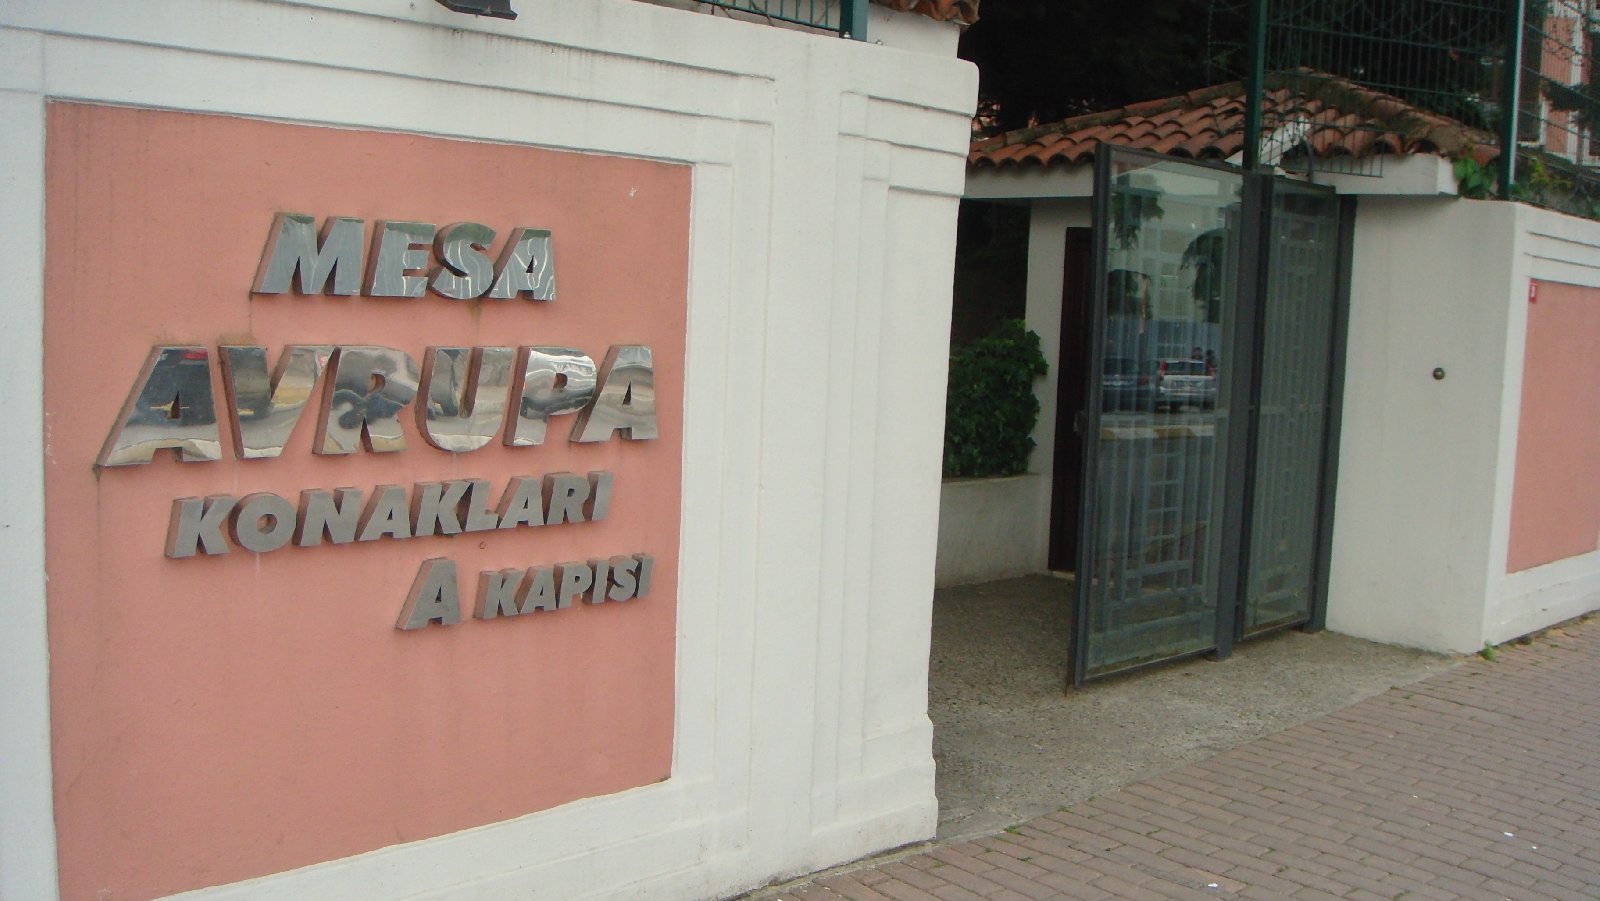 MESA
AVRUPA
KONAKLARI
A KAPISI